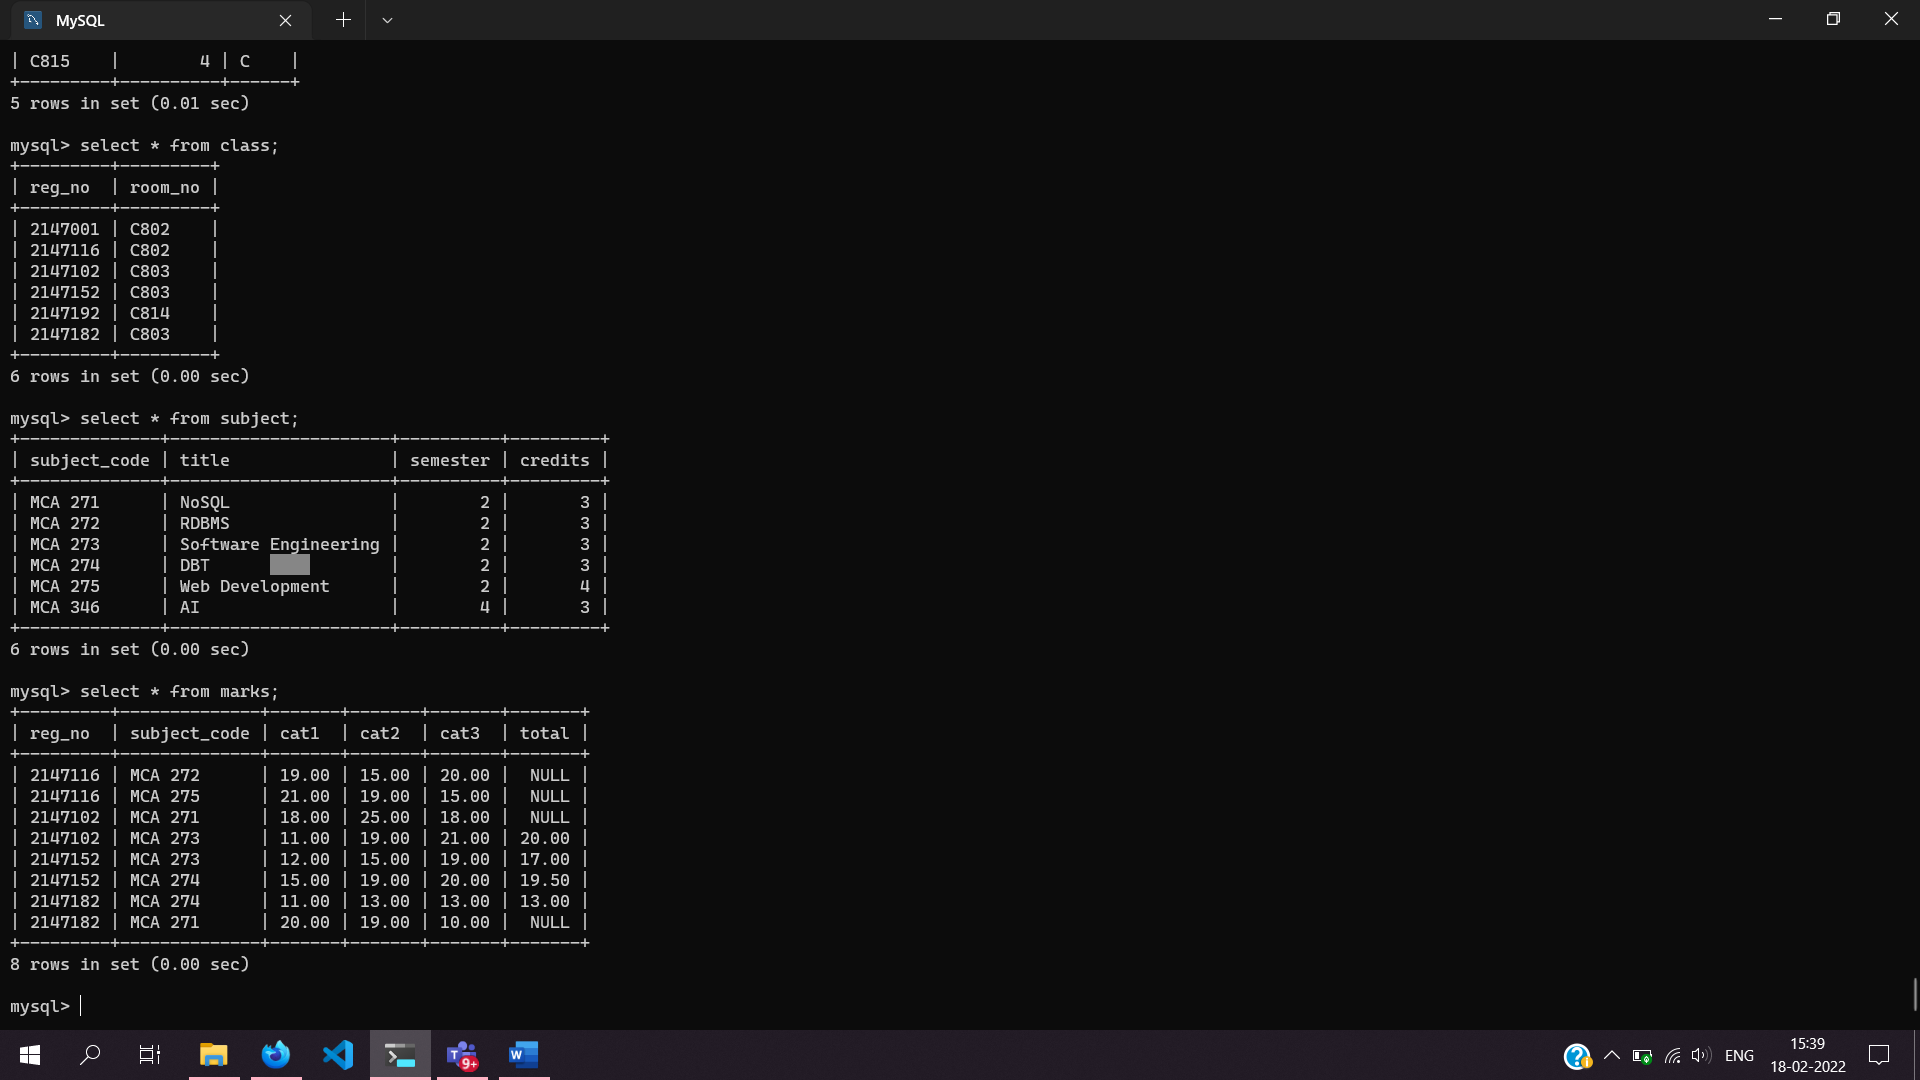 MySQL
| C815    |        4 | C    |
+---------+----------+------+
5 rows in set (0.01 sec)

mysql> select * from class;
+---------+---------+
| reg_no  | room_no |
+---------+---------+
| 2147001 | C802    |
| 2147116 | C802    |
| 2147102 | C803    |
| 2147152 | C803    |
| 2147192 | C814    |
| 2147182 | C803    |
+---------+---------+
6 rows in set (0.00 sec)

mysql> select * from subject;
+--------------+----------------------+----------+---------+
| subject_code | title                | semester | credits |
+--------------+----------------------+----------+---------+
| MCA 271      | NoSQL                |        2 |       3 |
| MCA 272      | RDBMS                |        2 |       3 |
| MCA 273      | Software Engineering |        2 |       3 |
| MCA 274      | DBT                  |        2 |       3 |
| MCA 275      | Web Development      |        2 |       4 |
| MCA 346      | AI                   |        4 |       3 |
+--------------+----------------------+----------+---------+
6 rows in set (0.00 sec)

mysql> select * from marks;
+---------+--------------+-------+-------+-------+-------+
| reg_no  | subject_code | cat1  | cat2  | cat3  | total |
+---------+--------------+-------+-------+-------+-------+
| 2147116 | MCA 272      | 19.00 | 15.00 | 20.00 |  NULL |
| 2147116 | MCA 275      | 21.00 | 19.00 | 15.00 |  NULL |
| 2147102 | MCA 271      | 18.00 | 25.00 | 18.00 |  NULL |
| 2147102 | MCA 273      | 11.00 | 19.00 | 21.00 | 20.00 |
| 2147152 | MCA 273      | 12.00 | 15.00 | 19.00 | 17.00 |
| 2147152 | MCA 274      | 15.00 | 19.00 | 20.00 | 19.50 |
| 2147182 | MCA 274      | 11.00 | 13.00 | 13.00 | 13.00 |
| 2147182 | MCA 271      | 20.00 | 19.00 | 10.00 |  NULL |
+---------+--------------+-------+-------+-------+-------+
8 rows in set (0.00 sec)

mysql>
T 9+
W
ENG
15:39
18-02-2022